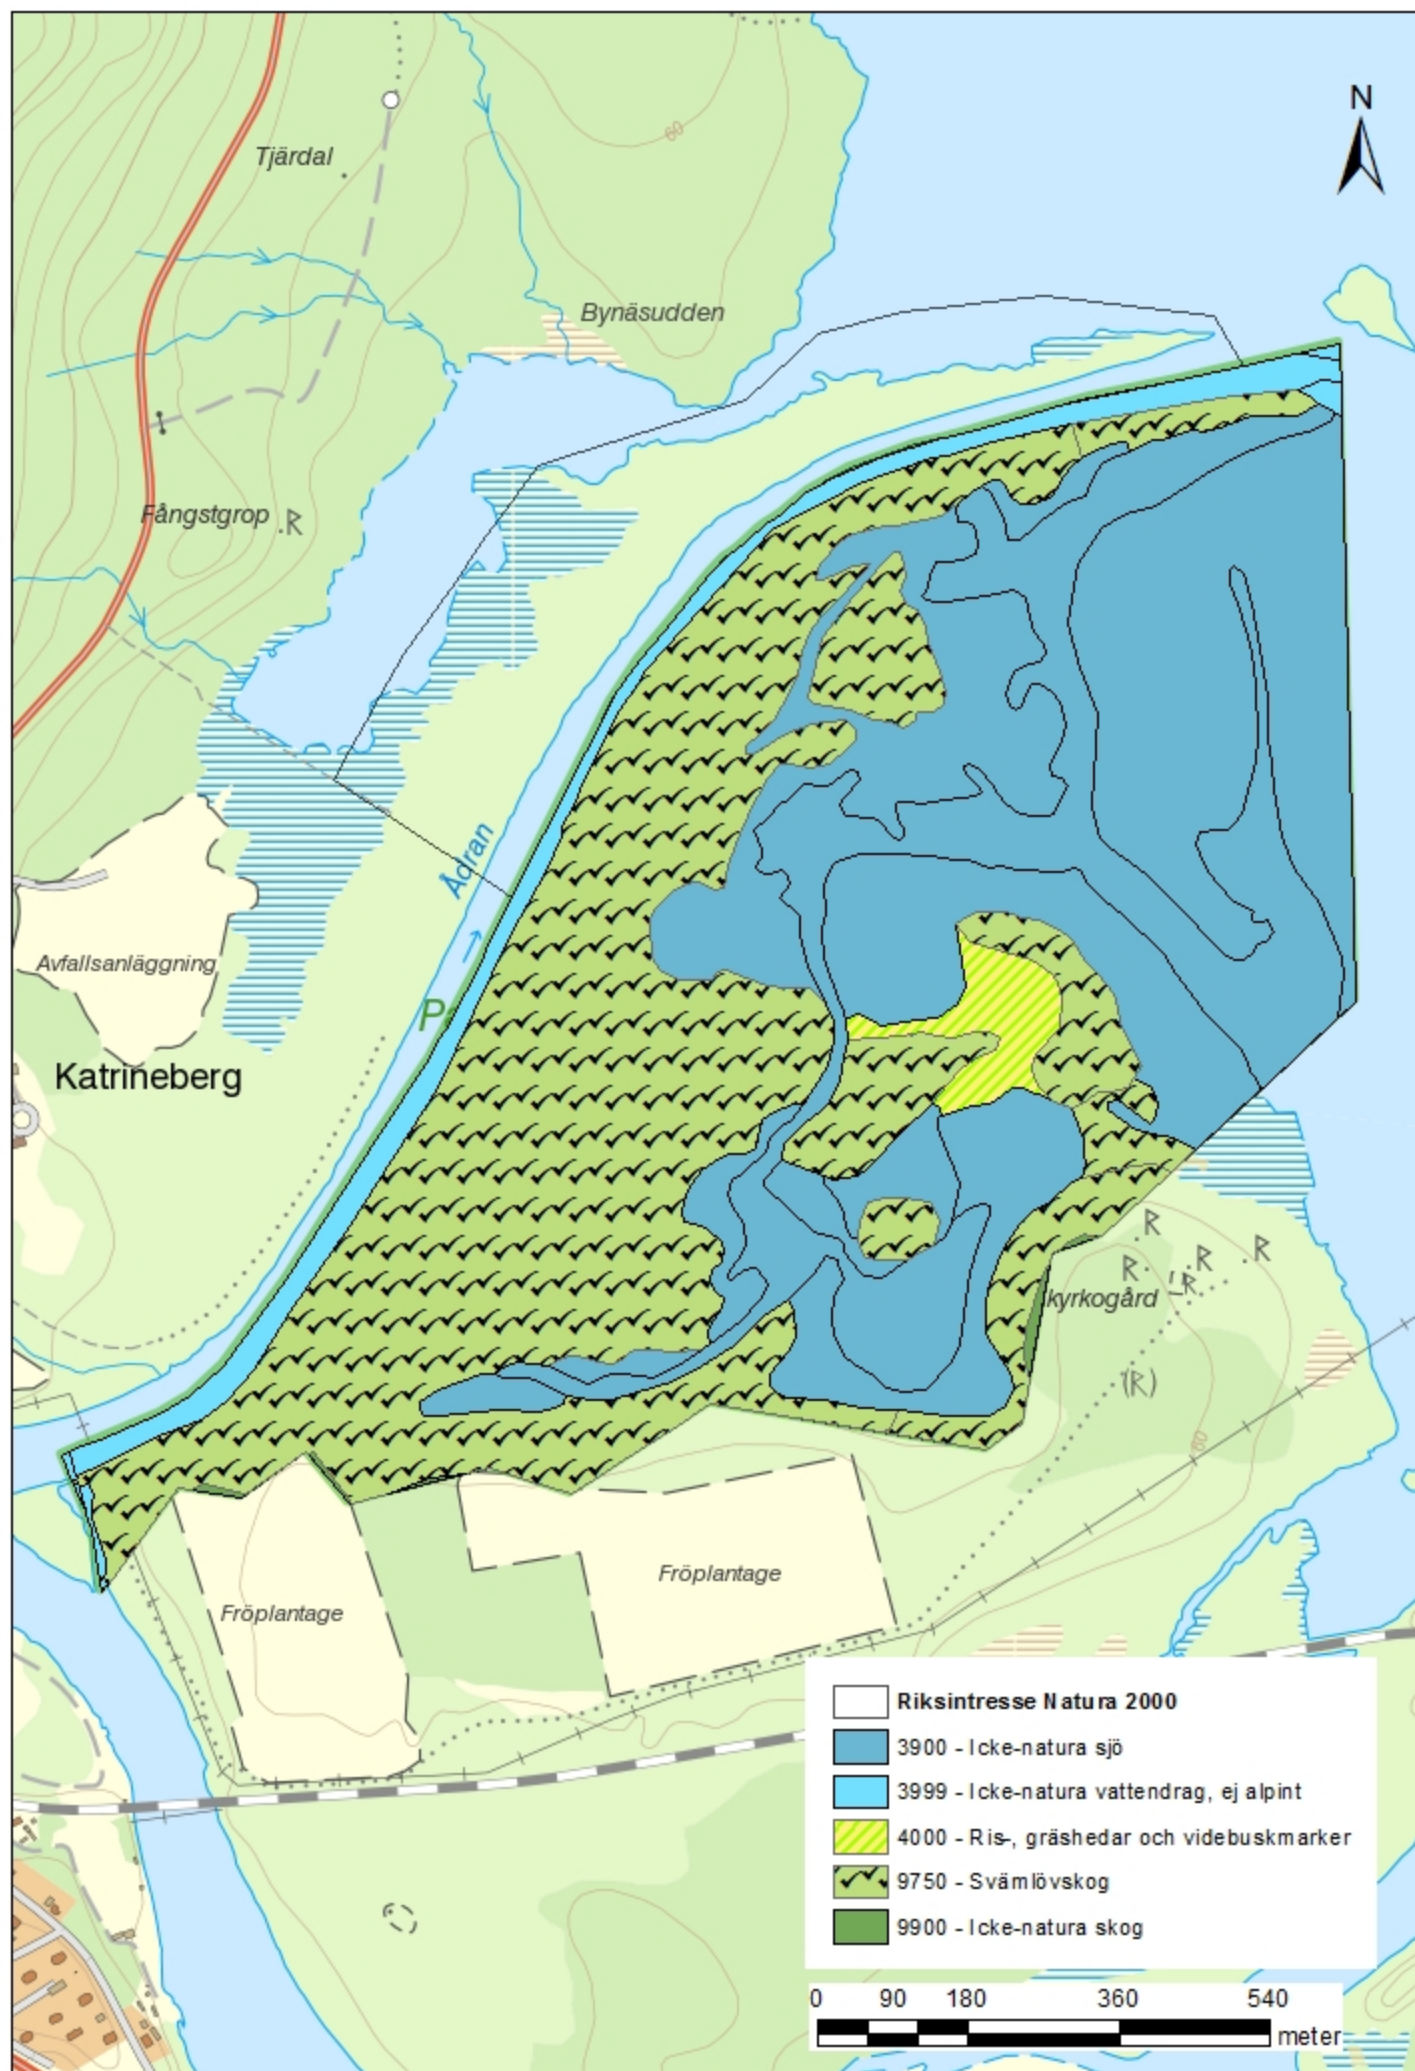 N
60
Tjärdal
Bynäsudden
Fångstgrop R
Ådran
Avfallsanläggning
P
Katrineberg
R
R
R
R
R
kyrkogård
(R)
60
Fröplantage
Fröplantage
Riksintresse Natura 2000
3900 - Icke-natura sjö
3999 - Icke-natura vattendrag, ej alpint
4000 - Ris-, gräshedar och videbuskmarker
9750 - Svämlövskog
9900 - Icke-natura skog
0 90 180 360 540
meter